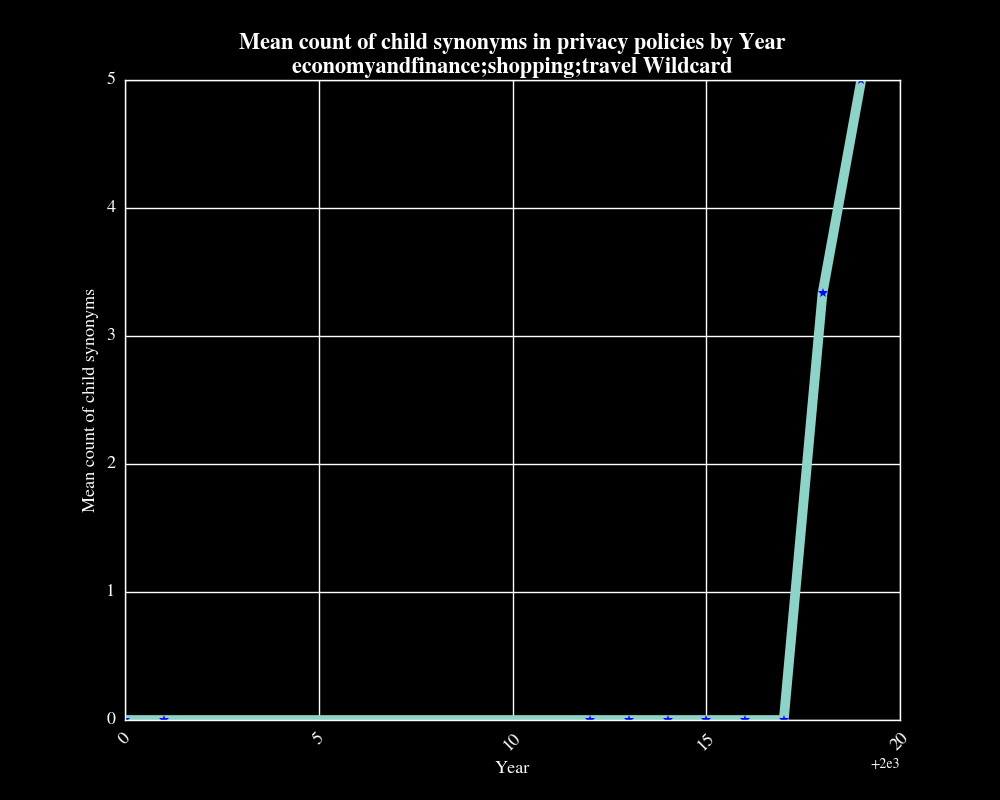 Mean count of child synonyms in privacy policies by Year
economyandfinance;shopping;travel Wildcard
5
4
3
2
1
0
Mean count of child synonyms
0
5
10
15
20
Year
+2e3